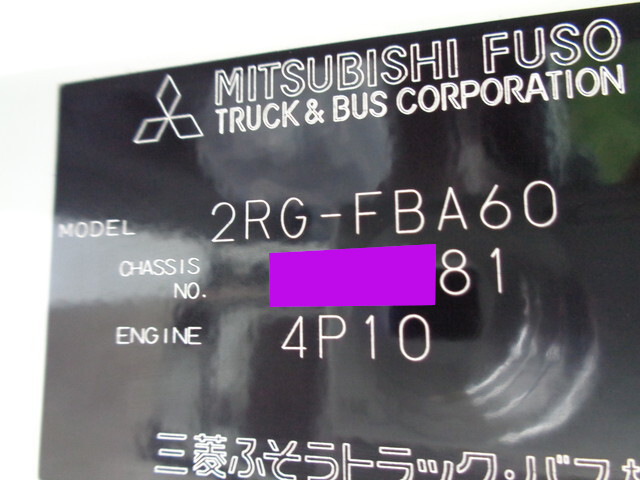 MITSUBISHI FUSO
TRUCK & BUS CORPORATION
MODEL 2RG-FBA60
CHASSIS NO. 81
ENGINE 4P10
三菱ふそうトラック・バス